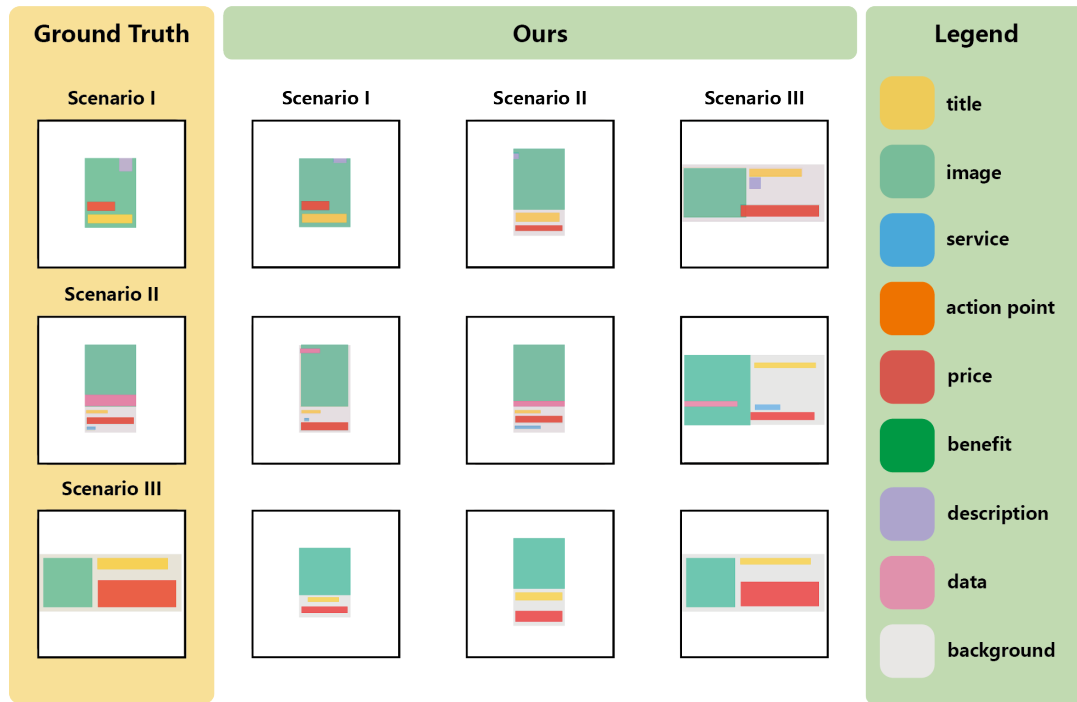 Ground Truth
Ours
Legend
Scenario I
Scenario I
Scenario II
Scenario III
title
image
service
Scenario II
action point
price
benefit
Scenario III
description
data
background